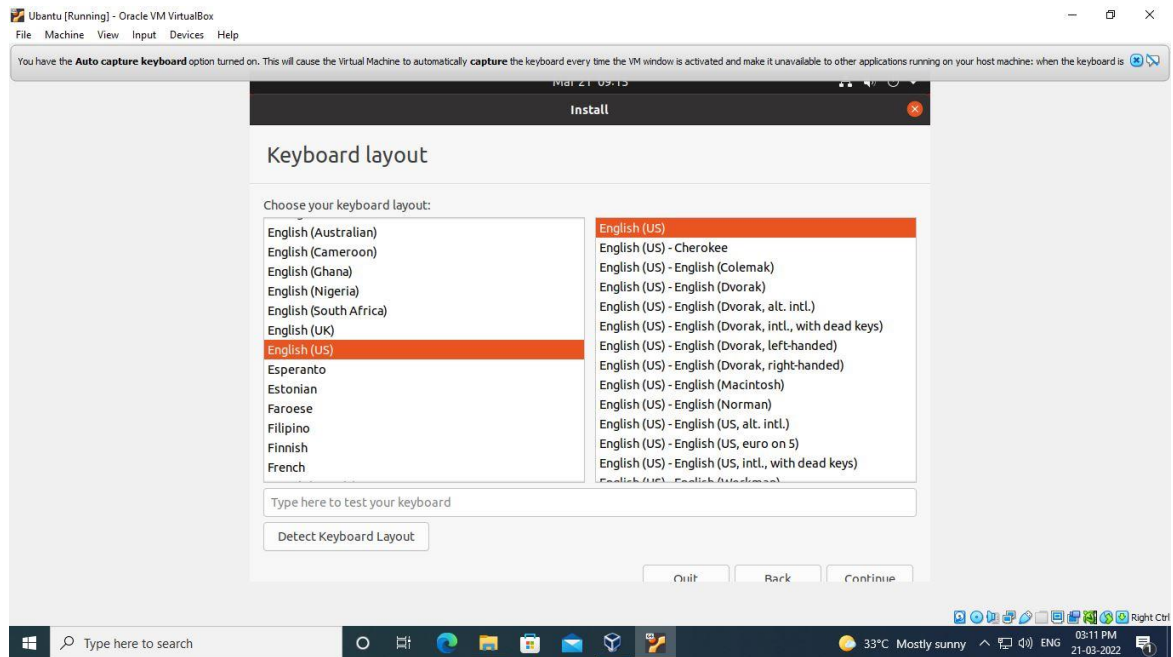 Ubantu [Running] - Oracle VM VirtualBox
File Machine View Input Devices Help
You have the Auto capture keyboard option turned on. This will cause the Virtual Machine to automatically capture the keyboard every time the VM window is activated and make it unavailable to other applications running on your host machine: when the keyboard is
Mar 21 09:13
Install
Keyboard layout
Choose your keyboard layout:
English (Australian)
English (Cameroon)
English (Ghana)
English (Nigeria)
English (South Africa)
English (UK)
English (US)
Esperanto
Estonian
Faroese
Filipino
Finnish
French
English (US)
English (US) - Cherokee
English (US) - English (Colemak)
English (US) - English (Dvorak)
English (US) - English (Dvorak, alt. intl.)
English (US) - English (Dvorak, intl., with dead keys)
English (US) - English (Dvorak, left-handed)
English (US) - English (Dvorak, right-handed)
English (US) - English (Macintosh)
English (US) - English (Norman)
English (US) - English (US, alt. intl.)
English (US) - English (US, euro on 5)
English (US) - English (US, intl., with dead keys)
English (US) - English (Workman)
Type here to test your keyboard
Detect Keyboard Layout
Quit Back Continue
Right Ctrl
Type here to search
33°C Mostly sunny ENG 03:11 PM
21-03-2022